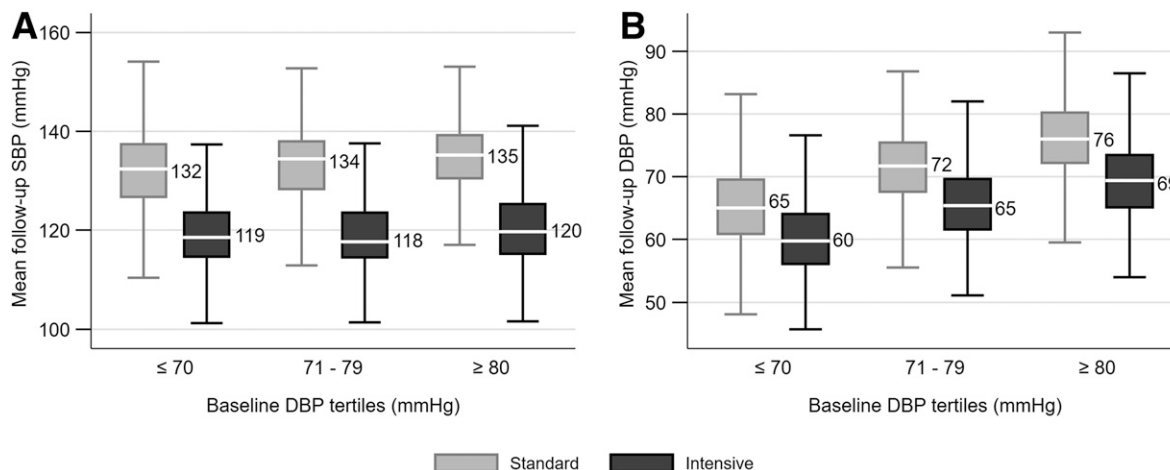 A
160
140
120
100
Mean follow-up SBP (mmHg)
132
119
134
118
135
120
≤ 70
71 - 79
≥ 80
Baseline DBP tertiles (mmHg)
B
90
80
70
60
50
Mean follow-up DBP (mmHg)
65
60
72
65
76
69
≤ 70
71 - 79
≥ 80
Baseline DBP tertiles (mmHg)
Standard
Intensive